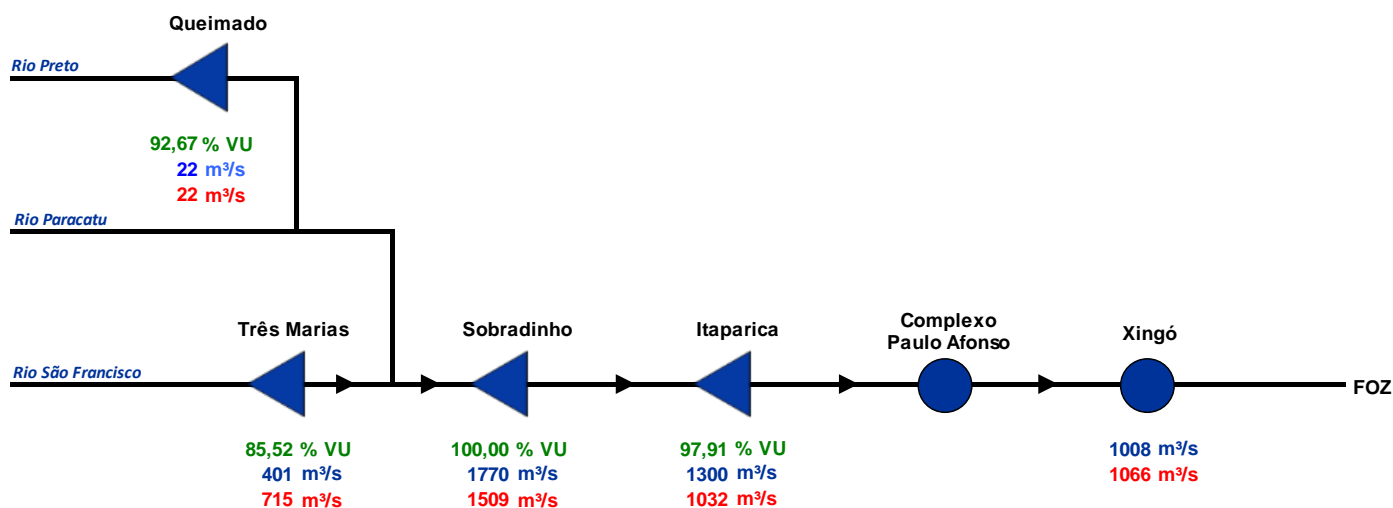 Queimado
Rio Preto
92,67 % VU
22 m³/s
22 m³/s
Rio Paracatu
Três Marias
Sobradinho
Itaparica
Complexo
Paulo Afonso
Xingó
Rio São Francisco
FOZ
85,52 % VU
401 m³/s
715 m³/s
100,00 % VU
1770 m³/s
1509 m³/s
97,91 % VU
1300 m³/s
1032 m³/s
1008 m³/s
1066 m³/s